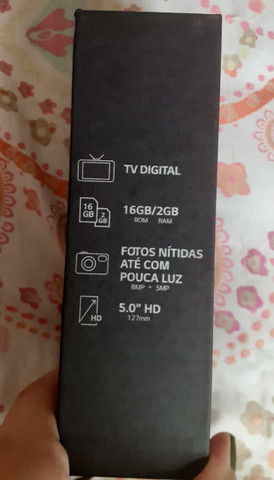 TV DIGITAL
16 GB
2 GB
16GB/2GB
ROM RAM
FOTOS NÍTIDAS
ATÉ COM
POUCA LUZ
8MP + 5MP
HD
5.0" HD
127mm